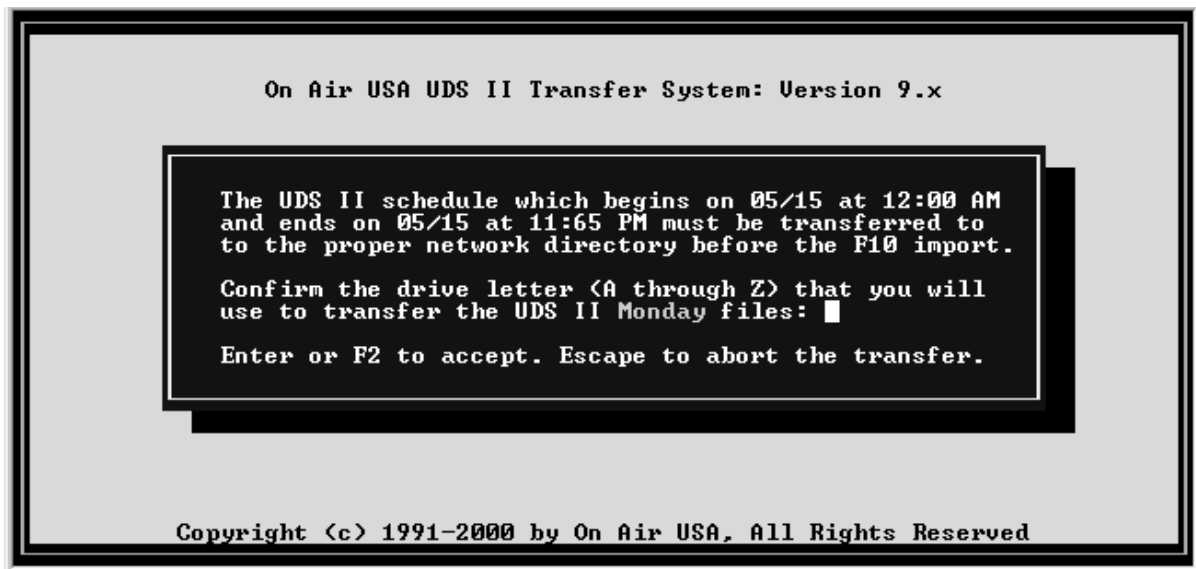 On Air USA UDS II Transfer System: Version 9.x
The UDS II schedule which begins on 05/15 at 12:00 AM
and ends on 05/15 at 11:65 PM must be transferred to
to the proper network directory before the F10 import.
Confirm the drive letter (A through Z) that you will
use to transfer the UDS II Monday files:
Enter or F2 to accept. Escape to abort the transfer.
Copyright (c) 1991-2000 by On Air USA, All Rights Reserved